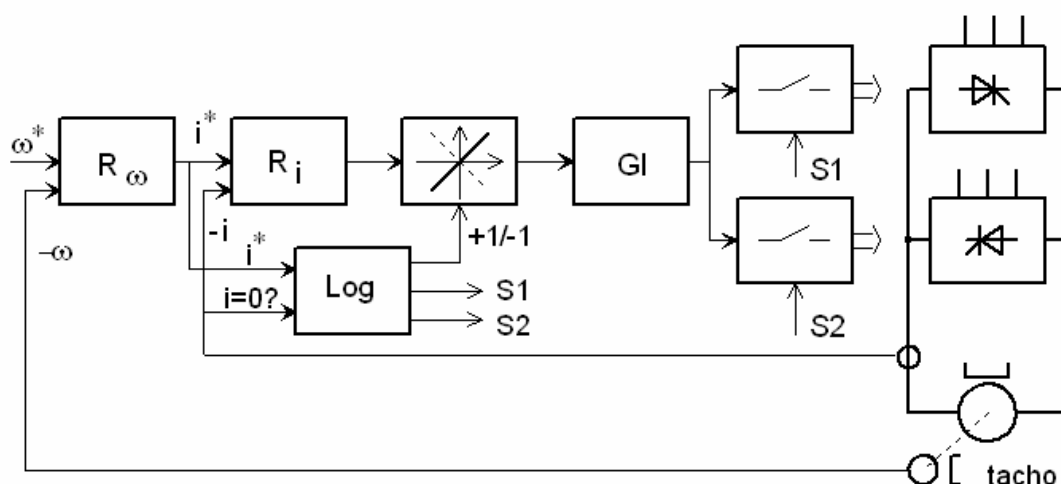 ω*
R ω
i*
R i
GI
S1
-ω
-i
i*
+1/-1
i=0?
Log
S1
S2
S2
tacho